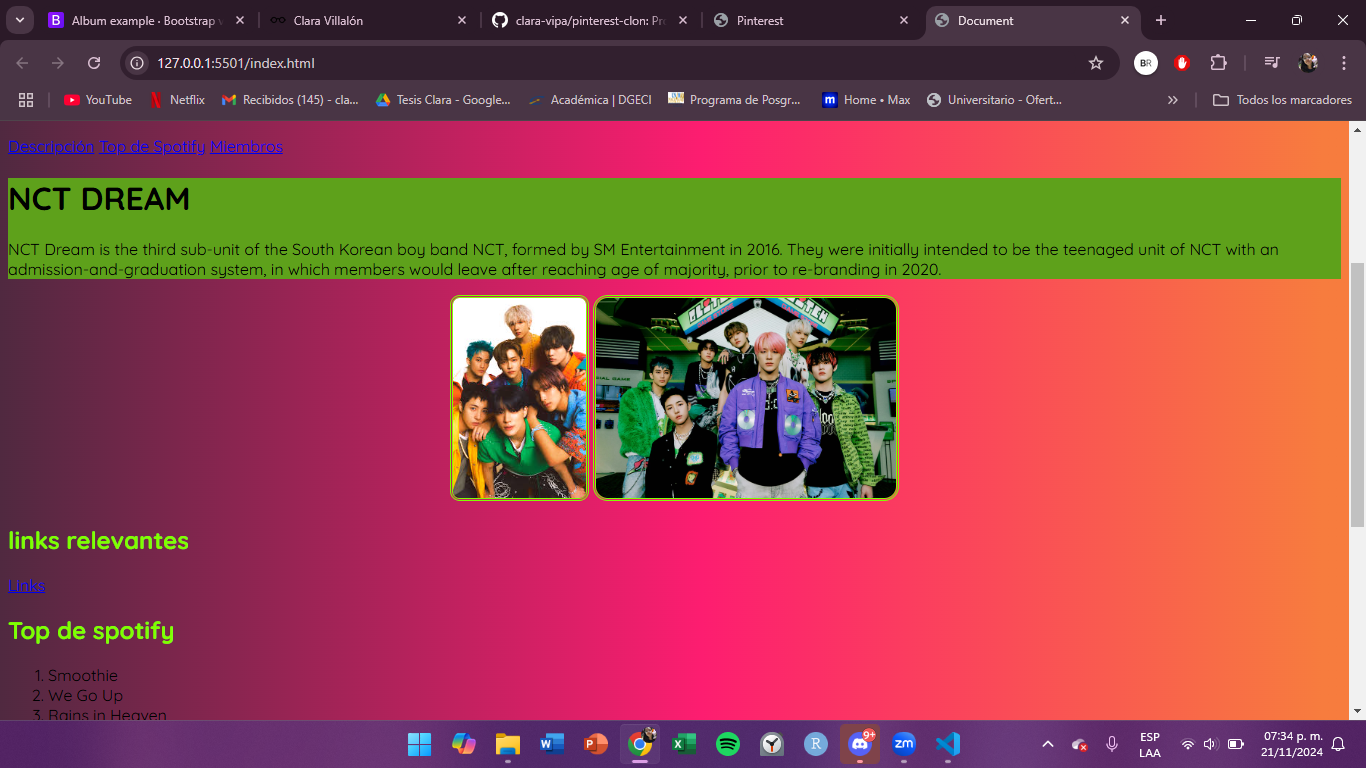 Album example · Bootstrap v
Clara Villalón
clara-vipa/pinterest-clon: Pro
Pinterest
Document
127.0.0.1:5501/index.html
BR
YouTube
Netflix
Recibidos (145) - cla...
Tesis Clara - Google...
Académica | DGECI
Programa de Posgr...
Home • Max
Universitario - Ofert...
Todos los marcadores
Descripción Top de Spotify Miembros
NCT DREAM
NCT Dream is the third sub-unit of the South Korean boy band NCT, formed by SM Entertainment in 2016. They were initially intended to be the teenaged unit of NCT with an
admission-and-graduation system, in which members would leave after reaching age of majority, prior to re-branding in 2020.
links relevantes
Links
Top de spotify
1. Smoothie
2. We Go Up
3. Rains in Heaven
9+
zm
ESP
LAA
07:34 p. m.
21/11/2024